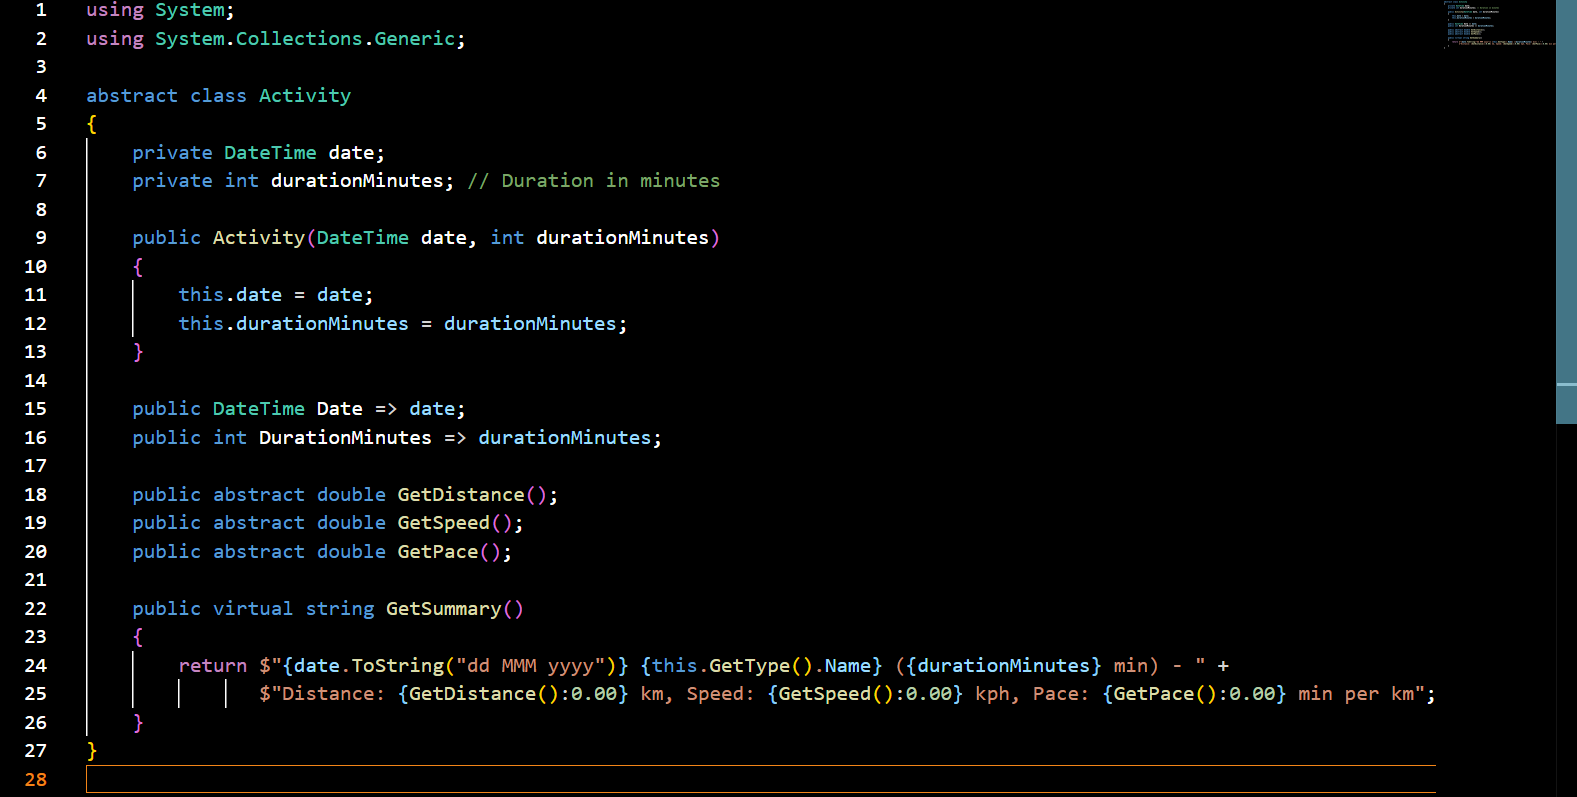 1 using System;
2 using System.Collections.Generic;
3
4 abstract class Activity
5 {
6     private DateTime date;
7     private int durationMinutes; // Duration in minutes
8
9     public Activity(DateTime date, int durationMinutes)
10     {
11         this.date = date;
12         this.durationMinutes = durationMinutes;
13     }
14
15     public DateTime Date => date;
16     public int DurationMinutes => durationMinutes;
17
18     public abstract double GetDistance();
19     public abstract double GetSpeed();
20     public abstract double GetPace();
21
22     public virtual string GetSummary()
23     {
24         return $"{date.ToString("dd MMM yyyy")} {this.GetType().Name} ({durationMinutes} min) - " +
25                $"Distance: {GetDistance():0.00} km, Speed: {GetSpeed():0.00} kph, Pace: {GetPace():0.00} min per km";
26     }
27 }
28